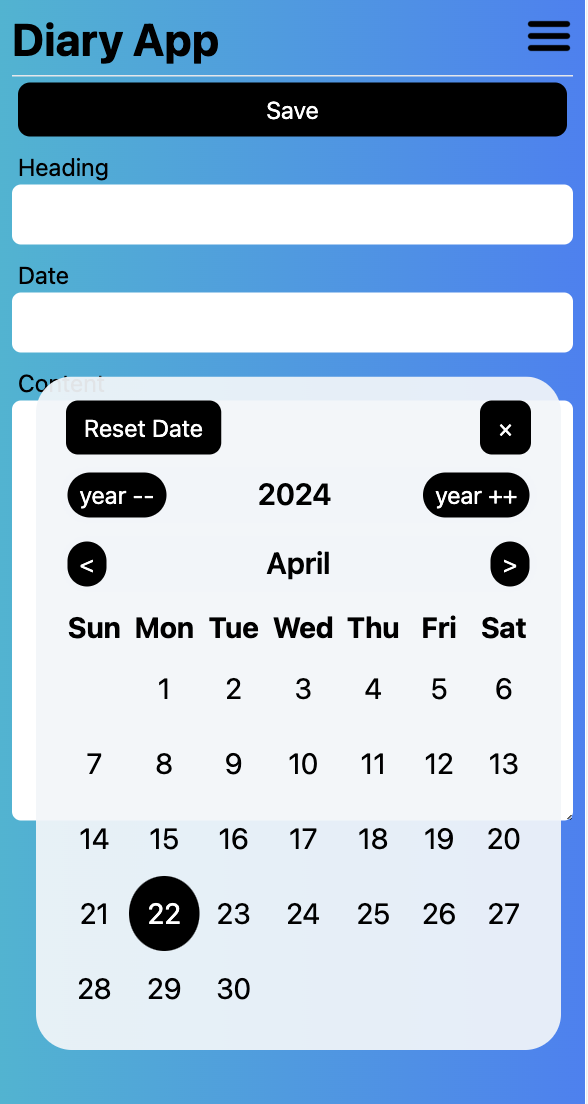 Diary App
Save
Heading
Date
Content
Reset Date ×
year -- 2024 year ++
< April >
Sun Mon Tue Wed Thu Fri Sat
1 2 3 4 5 6
7 8 9 10 11 12 13
14 15 16 17 18 19 20
21 22 23 24 25 26 27
28 29 30